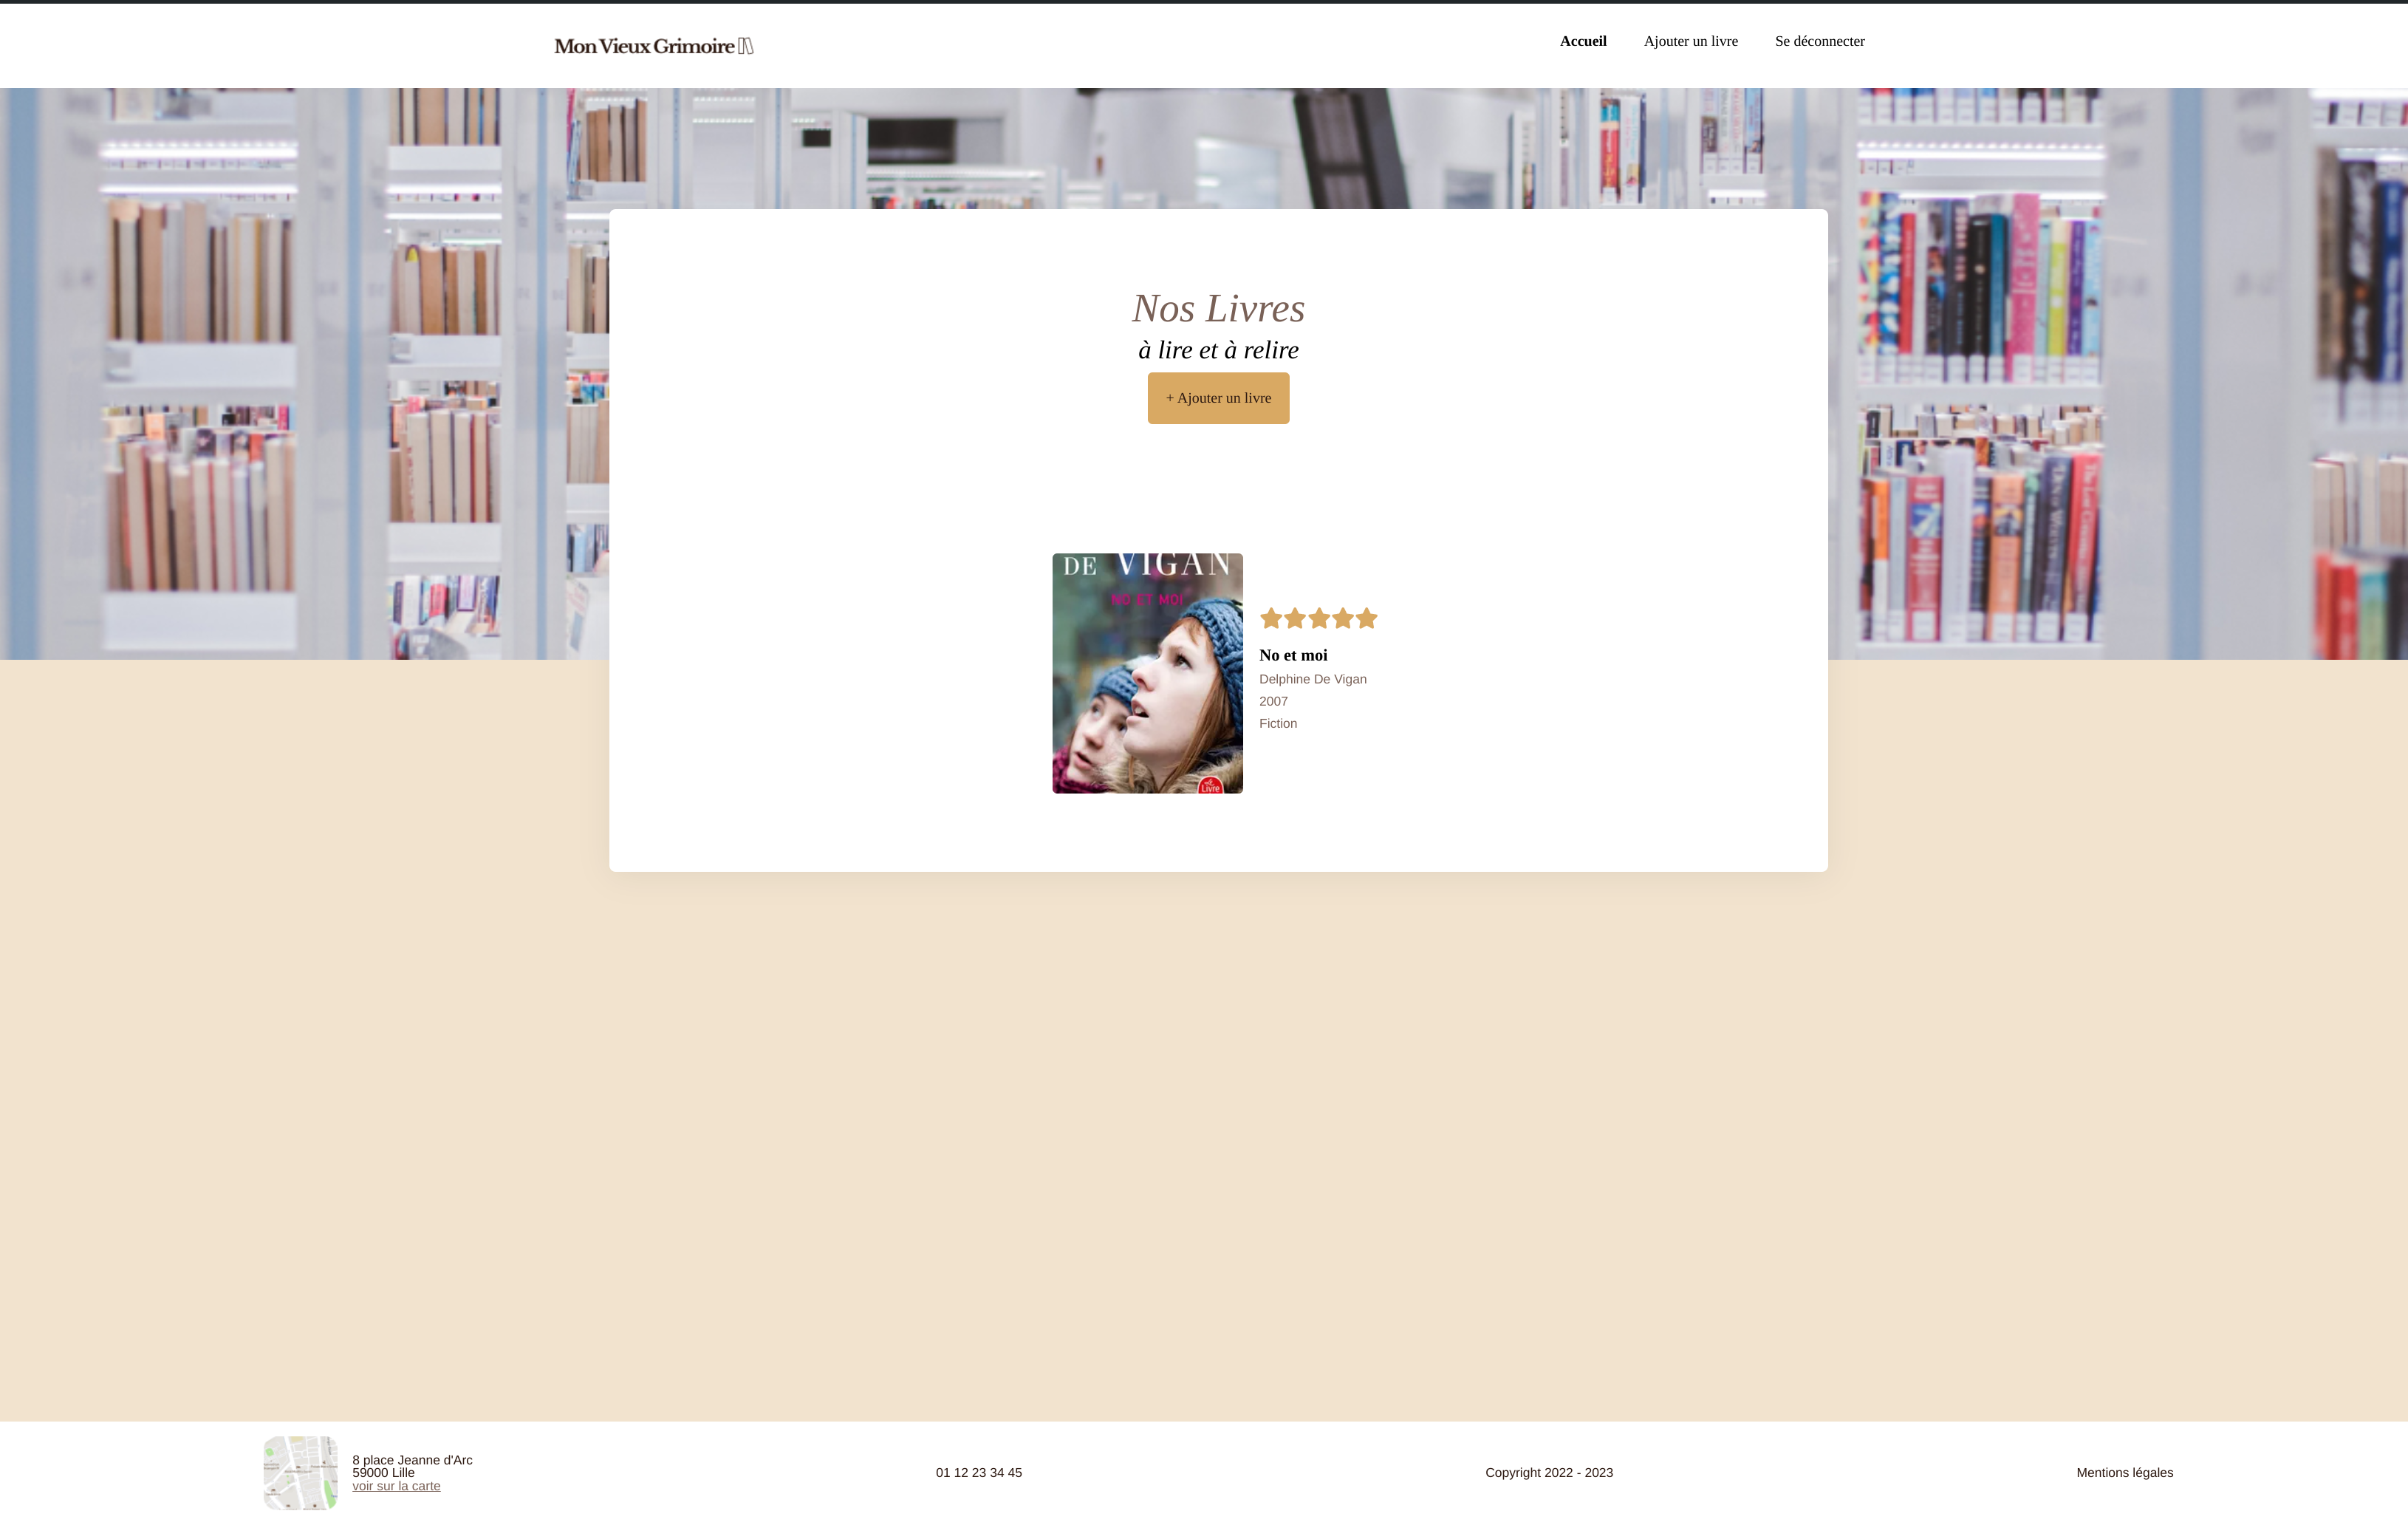 Mon Vieux Grimoire
Accueil
Ajouter un livre
Se déconnecter
Nos Livres
à lire et à relire
+ Ajouter un livre
DE VIGAN
NO ET MOI
Livre
No et moi
Delphine De Vigan
2007
Fiction
8 place Jeanne d'Arc
59000 Lille
voir sur la carte
01 12 23 34 45
Copyright 2022 - 2023
Mentions légales